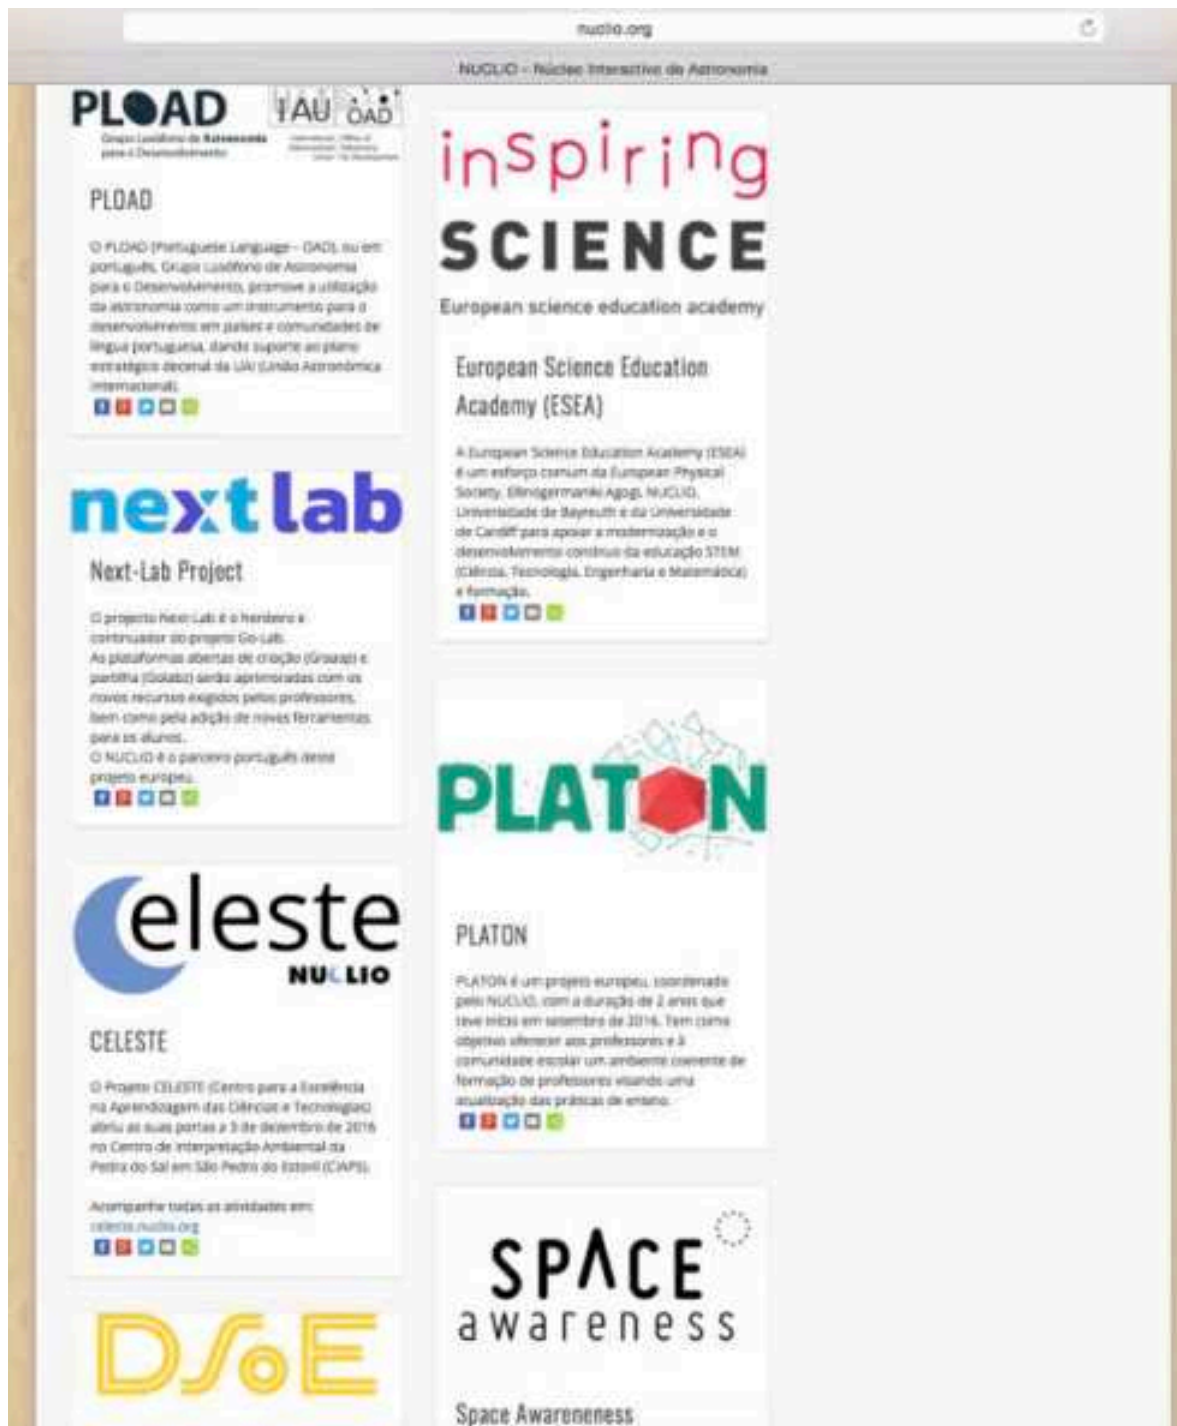 nuclio.org
NUCLIO - Núcleo Interactivo de Astronomia
PLOAD
IAU OAD
Grupo Lusófono de Astronomia
para o Desenvolvimento
PLOAD
O PLOAD (Portuguese Language - OAD), ou em
português, Grupo Lusófono de Astronomia
para o Desenvolvimento, promove a utilização
da astronomia como um instrumento para o
desenvolvimento em países e comunidades de
língua portuguesa, dando suporte ao plano
estratégico decenal da UAI (União Astronómica
Internacional).
next lab
Next-Lab Project
O projecto Next-Lab é o herdeiro e
continuador do projeto Go-Lab.
As plataformas abertas de criação (Graasp) e
partilha (Golabz) serão aprimoradas com os
novos recursos exigidos pelos professores,
bem como pela adição de novas ferramentas
para os alunos.
O NUCLIO é o parceiro português deste
projeto europeu.
Celeste
NUCLIO
CELESTE
O Projeto CELESTE (Centro para a Excelência
na Aprendizagem das Ciências e Tecnologias)
abriu as suas portas a 3 de dezembro de 2016
no Centro de Interpretação Ambiental da
Pedra do Sal em São Pedro do Estoril (CIAPS).
Acompanhe todas as atividades em:
celeste.nuclio.org
DSoE
inspiring
SCIENCE
European science education academy
European Science Education
Academy (ESEA)
A European Science Education Academy (ESEA)
é um esforço comum da European Physical
Society, Ellinogermaniki Agogi, NUCLIO,
Universidade de Bayreuth e da Universidade
de Cardiff para apoiar a modernização e o
desenvolvimento contínuo da educação STEM
(Ciência, Tecnologia, Engenharia e Matemática)
e formação.
PLATON
PLATON
PLATON é um projeto europeu, coordenado
pelo NUCLIO, com a duração de 2 anos que
teve início em setembro de 2016. Tem como
objetivo oferecer aos professores e à
comunidade escolar um ambiente coerente de
formação de professores visando uma
atualização das práticas de ensino.
SPACE
awareness
Space Awareneness